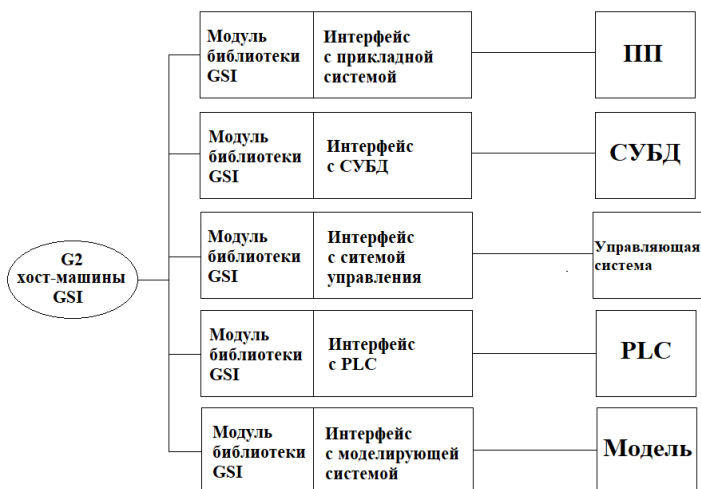 Модуль
библиотеки
GSI
Интерфейс
с прикладной
системой
ПП
Модуль
библиотеки
GSI
Интерфейс
с СУБД
СУБД
Модуль
библиотеки
GSI
Интерфейс
с ситемой
управления
Управляющая
система
G2
хост-машины
GSI
Модуль
библиотеки
GSI
Интерфейс
с PLC
PLC
Модуль
библиотеки
GSI
Интерфейс
с моделирующей
системой
Модель